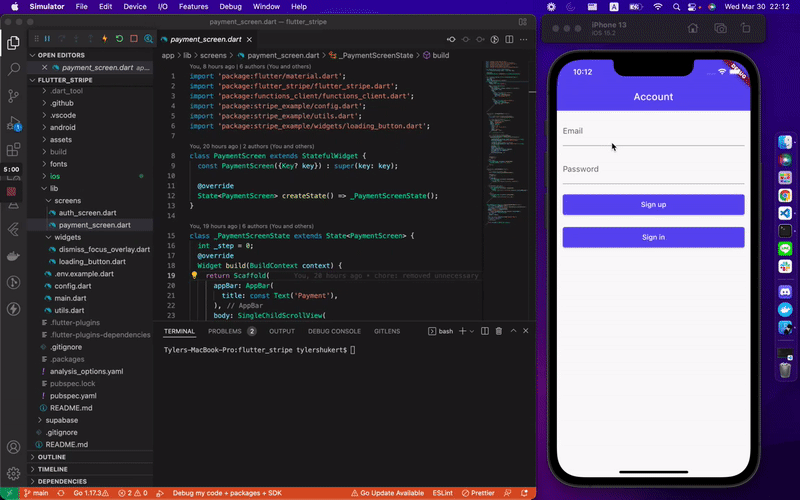 Simulator File Edit Device I/O Features Debug Window Help
Wed Mar 30 22:12
payment_screen.dart — flutter_stripe
iPhone 13
iOS 15.2
payment_screen.dart
app > lib > screens > payment_screen.dart > _PaymentScreenState > build
OPEN EDITORS
payment_screen.dart app...
FLUTTER_STRIPE
.dart_tool
.github
.vscode
android
assets
build
fonts
ios
lib
screens
auth_screen.dart
payment_screen.dart
widgets
dismiss_focus_overlay.dart
loading_button.dart
.env.example.dart
config.dart
main.dart
utils.dart
.flutter-plugins
.flutter-plugins-dependencies
.gitignore
.packages
analysis_options.yaml
pubspec.lock
pubspec.yaml
README.md
supabase
.gitignore
README.md
OUTLINE
TIMELINE
DEPENDENCIES
5:00
You, 8 hours ago | 6 authors (You and others)
1 import 'package:flutter/material.dart';
2 import 'package:flutter_stripe/flutter_stripe.dart';
3 import 'package:functions_client/functions_client.dart';
4 import 'package:stripe_example/config.dart';
5 import 'package:stripe_example/utils.dart';
6 import 'package:stripe_example/widgets/loading_button.dart';
7
You, 20 hours ago | 2 authors (You and others)
8 class PaymentScreen extends StatefulWidget {
9 const PaymentScreen({Key? key}) : super(key: key);
10
11 @override
12 State<PaymentScreen> createState() => _PaymentScreenState();
13 }
14
You, 19 hours ago | 6 authors (You and others)
15 class _PaymentScreenState extends State<PaymentScreen> {
16 int _step = 0;
17 @override
18 Widget build(BuildContext context) {
19 return Scaffold( You, 20 hours ago • chore: removed unnecessary
20 appBar: AppBar(
21 title: const Text('Payment'),
22 ), // AppBar
23 body: SingleChildScrollView(
TERMINAL PROBLEMS 2 OUTPUT DEBUG CONSOLE GITLENS
bash
Tylers-MacBook-Pro:flutter_stripe tylershukert$
main Go 1.17.3 2 0 Debug my code + packages + SDK Go Update Available ESLint Prettier
10:12
Account
Email
Password
Sign up
Sign in